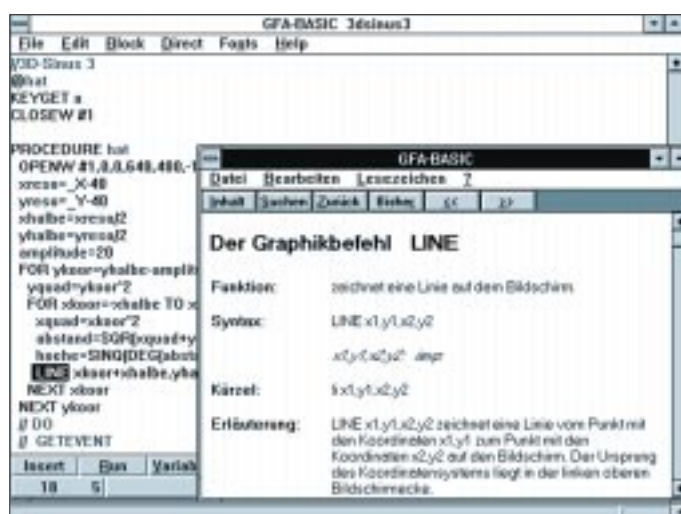 GFA-BASIC 3dsinus3
File Edit Block Direct Fonts Help
//3D-Sinus 3
@hat
KEYGET a
CLOSEW #1
PROCEDURE hat
OPENW #1,0,0,640,480,-1
xreso=_X-40
yreso=_Y-40
xhalbe=xreso/2
yhalbe=yreso/2
amplitude=20
FOR ykoor=yhalbe-amplit
yquad=ykoor^2
FOR xkoor=-xhalbe TO x
xquad=xkoor^2
abstand=SQR(xquad+y
hoehe=SINQ(DEG(absta
LINE xkoor+xhalbe,yha
NEXT xkoor
NEXT ykoor
// DO
// GETEVENT
Insert Run Variab
18 5
GFA-BASIC
Datei Bearbeiten Lesezeichen ?
Inhalt Suchen Zurück Bisher << >>
Der Graphikbefehl LINE
Funktion: zeichnet eine Linie auf dem Bildschirm.
Syntax: LINE x1,y1,x2,y2
x1,y1,x2,y2:
Kürzel: li x1,y1,x2,y2
Erläuterung: LINE x1,y1,x2,y2 zeichnet eine Linie vom Punkt mit
den Koordinaten x1,y1 zum Punkt mit den
Koordinaten x2,y2 auf den Bildschirm. Der Ursprung
des Koordinatensystems liegt in der linken oberen
Bildschirmecke.